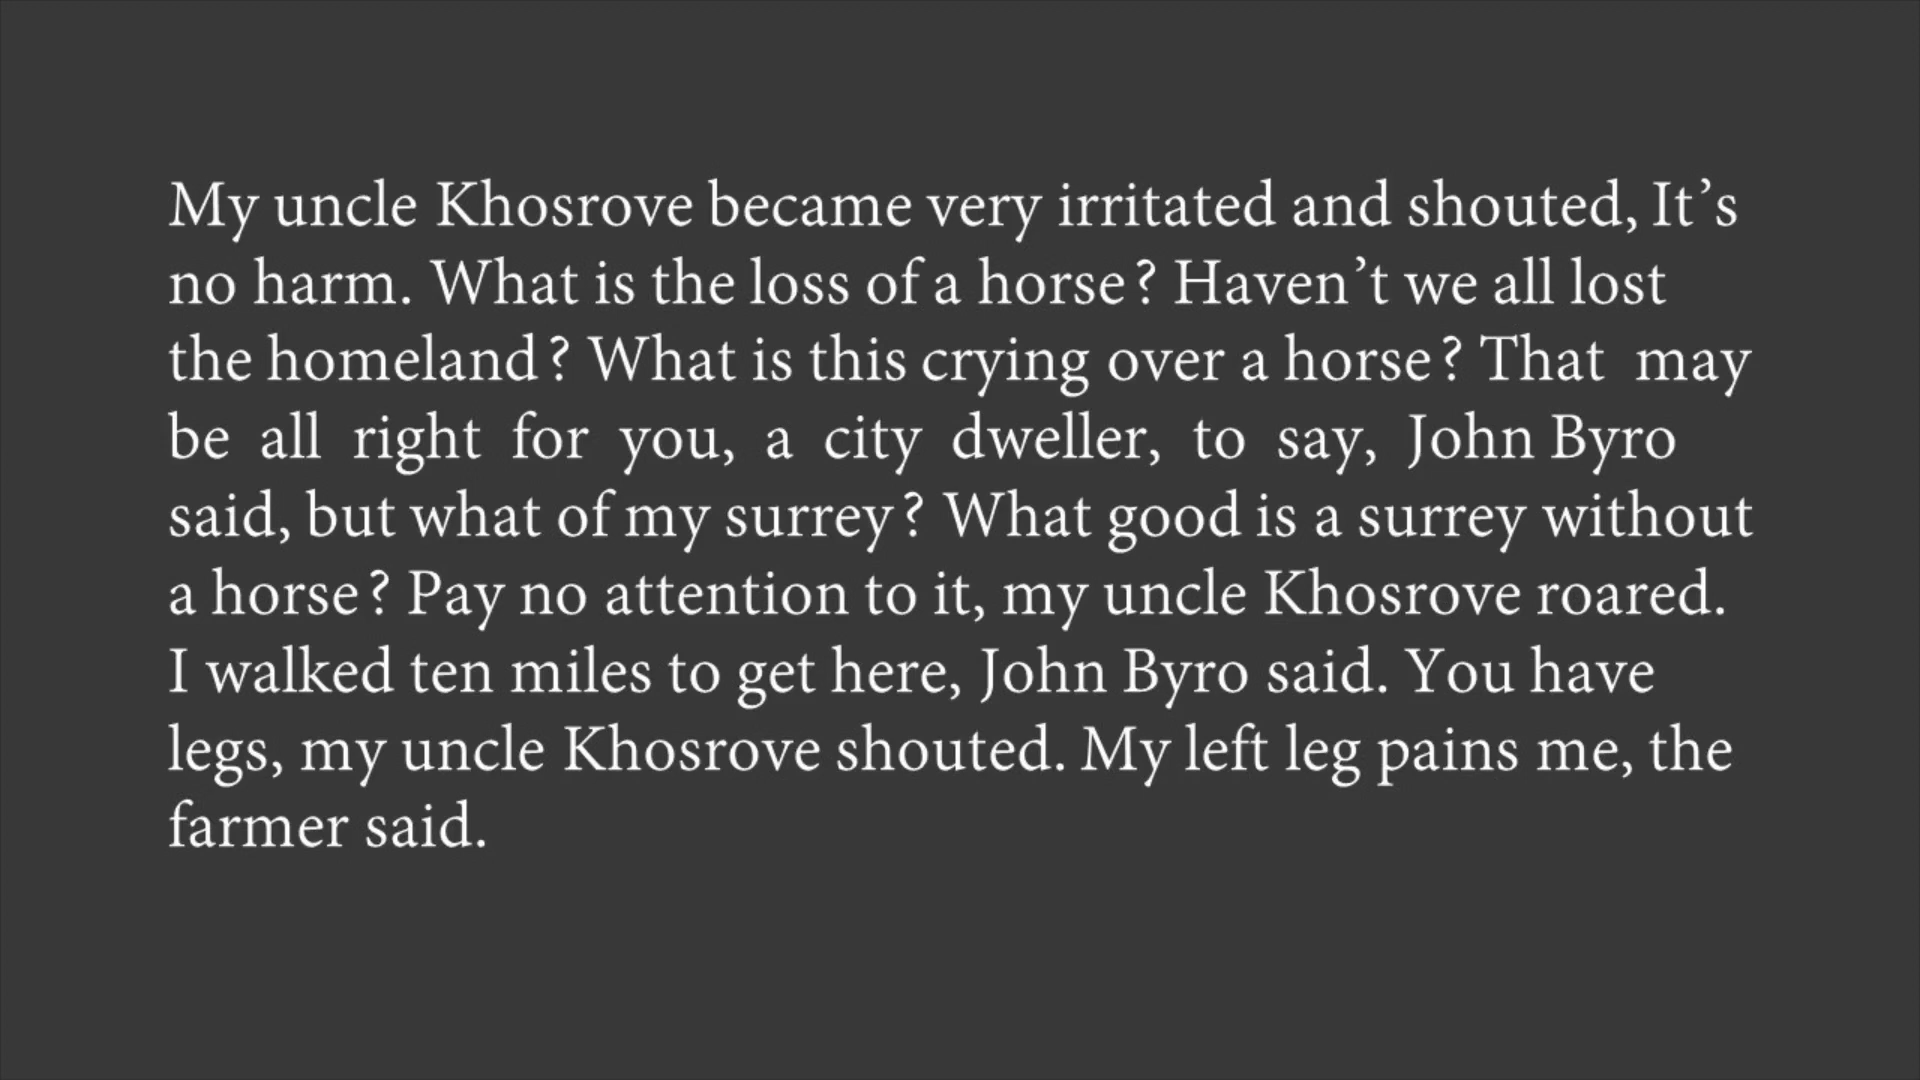 My uncle Khosrove became very irritated and shouted, It’s
no harm. What is the loss of a horse? Haven’t we all lost
the homeland? What is this crying over a horse? That may
be all right for you, a city dweller, to say, John Byro
said, but what of my surrey? What good is a surrey without
a horse? Pay no attention to it, my uncle Khosrove roared.
I walked ten miles to get here, John Byro said. You have
legs, my uncle Khosrove shouted. My left leg pains me, the
farmer said.